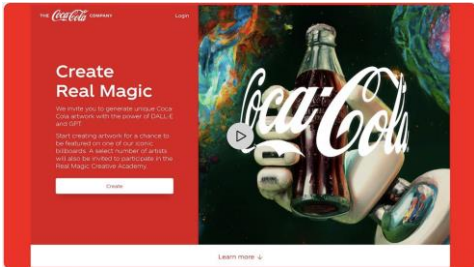 THE Coca-Cola COMPANY
Login
Create
Real Magic
We invite you to generate unique Coca
Cola artwork with the power of DALL·E
and GPT.
Start creating artwork for a chance to
be featured on one of our iconic
billboards. A select number of artists
will also be invited to participate in the
Real Magic Creative Academy.
Create
Coca-Cola
Learn more ↓